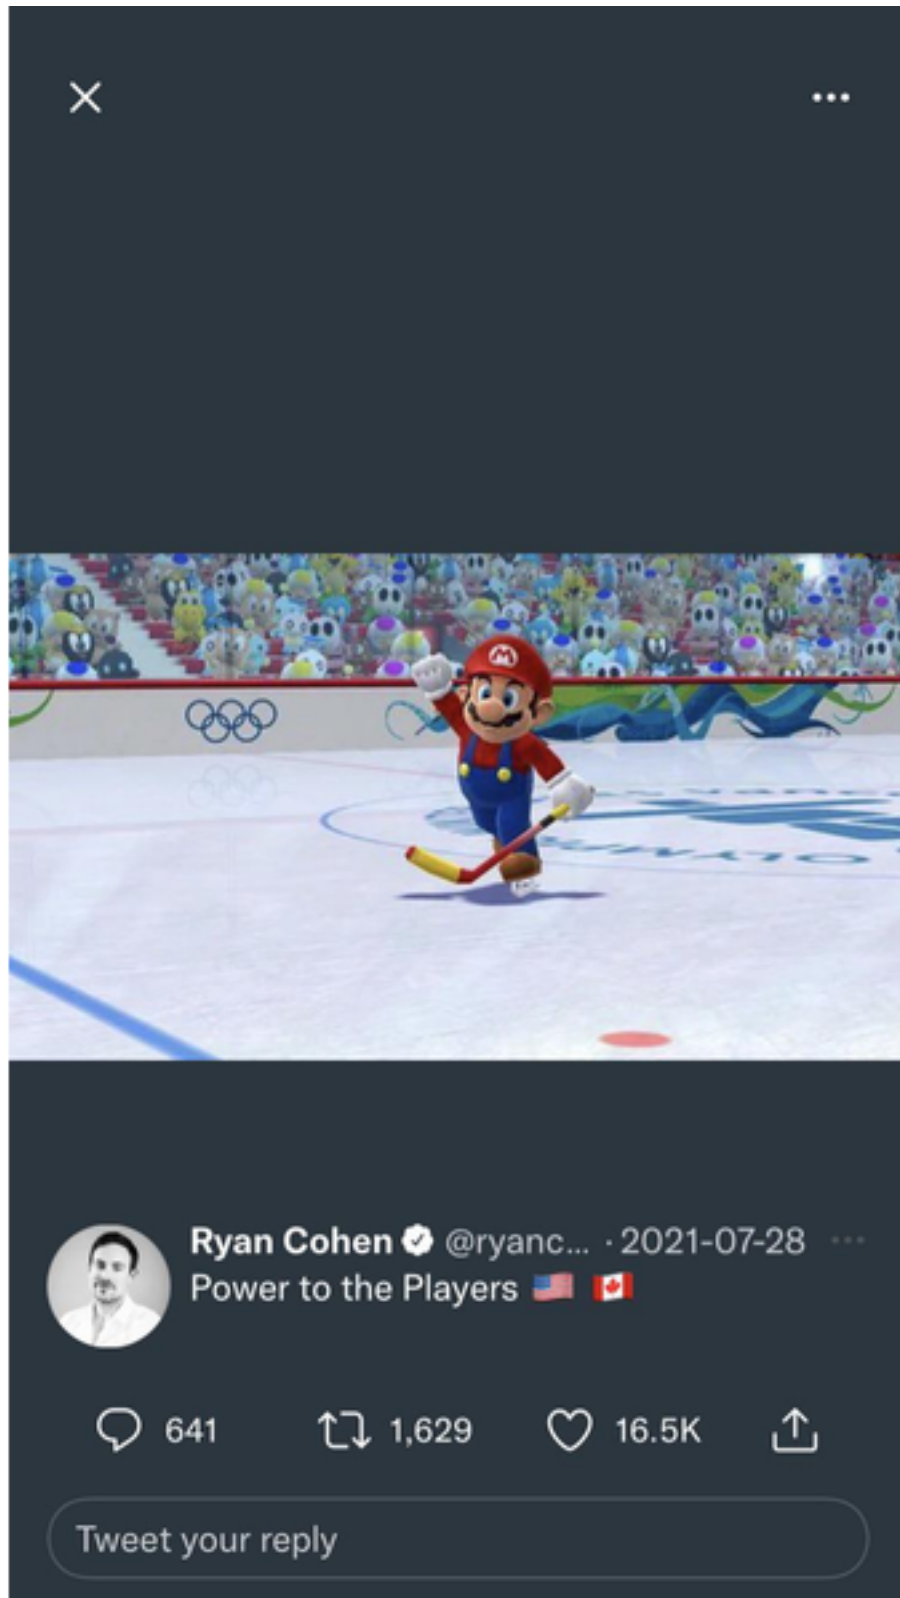 M
Ryan Cohen @ryanc... · 2021-07-28 ...
Power to the Players 🇺🇸 🇨🇦
641 1,629 16.5K
Tweet your reply